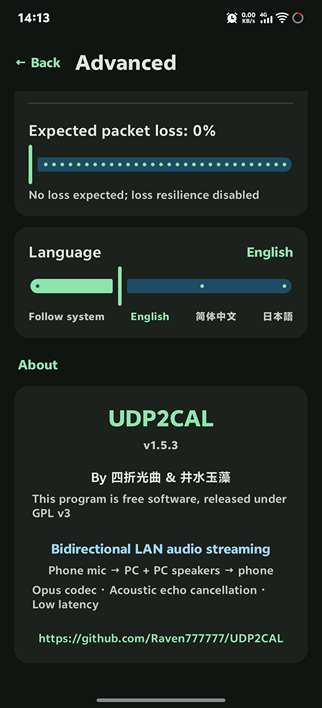 14:13
0.00
KB/s
4G
← Back
Advanced
Expected packet loss: 0%
No loss expected; loss resilience disabled
Language
English
Follow system
English
简体中文
日本語
About
UDP2CAL
v1.5.3
By 四折光曲 & 井水玉藻
This program is free software, released under
GPL v3
Bidirectional LAN audio streaming
Phone mic → PC + PC speakers → phone
Opus codec · Acoustic echo cancellation ·
Low latency
https://github.com/Raven777777/UDP2CAL